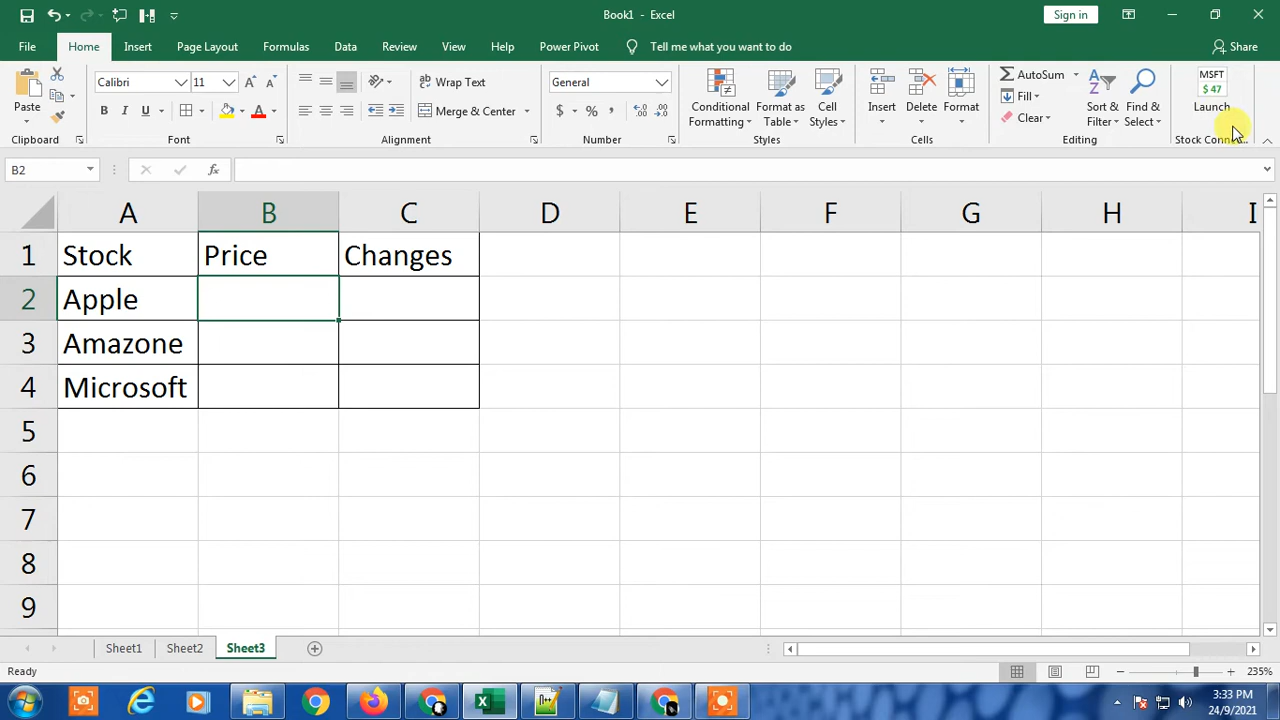 Book1 - Excel
Sign in
File Home Insert Page Layout Formulas Data Review View Help Power Pivot Tell me what you want to do Share
Paste
Calibri 11
B I U A A A
Wrap Text
Merge & Center
General
$ % ,
Conditional Formatting
Format as Table
Cell Styles
Insert
Delete
Format
AutoSum
Fill
Clear
Sort & Filter
Find & Select
MSFT
$ 47
Launch
Clipboard Font Alignment Number Styles Cells Editing Stock Connec...
B2 fx
A B C D E F G H I
1 Stock Price Changes
2 Apple
3 Amazone
4 Microsoft
5
6
7
8
9
Sheet1 Sheet2 Sheet3
Ready 235%
3:33 PM
24/9/2021